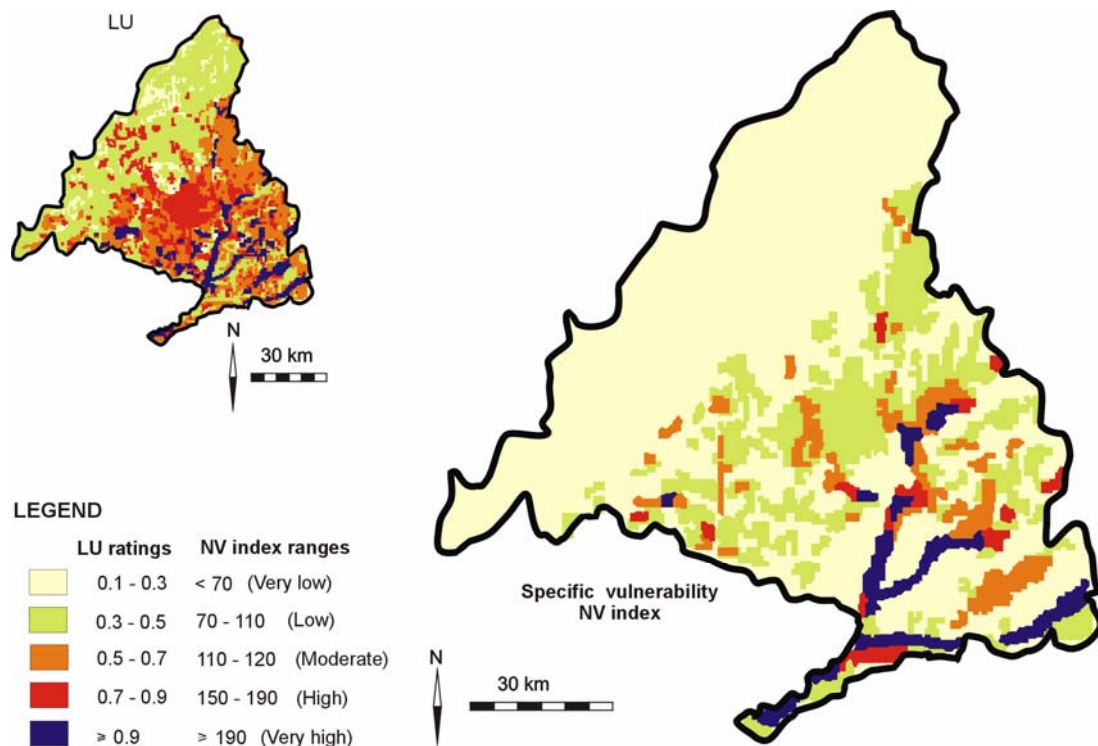 LU
N
30 km
LEGEND
LU ratings NV index ranges
0.1 - 0.3 < 70 (Very low)
0.3 - 0.5 70 - 110 (Low)
0.5 - 0.7 110 - 120 (Moderate)
0.7 - 0.9 150 - 190 (High)
≥ 0.9 ≥ 190 (Very high)
Specific vulnerability
NV index
N
30 km